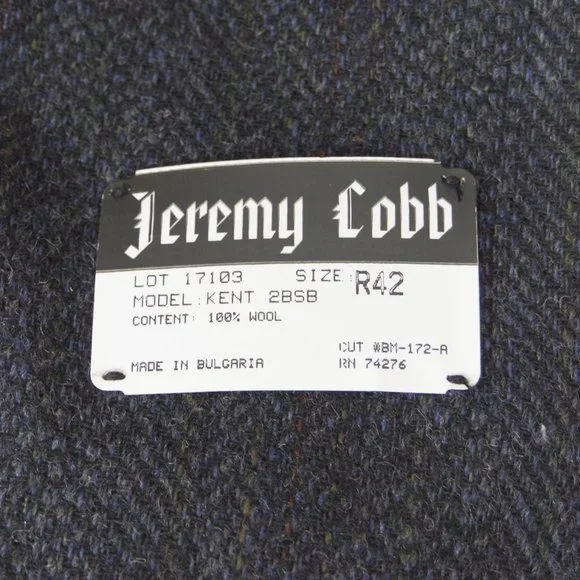 Jeremy Cobb
LOT 17103 SIZE: R42
MODEL: KENT 2BSB
CONTENT: 100% WOOL
CUT #BM-172-A
MADE IN BULGARIA RN 74276